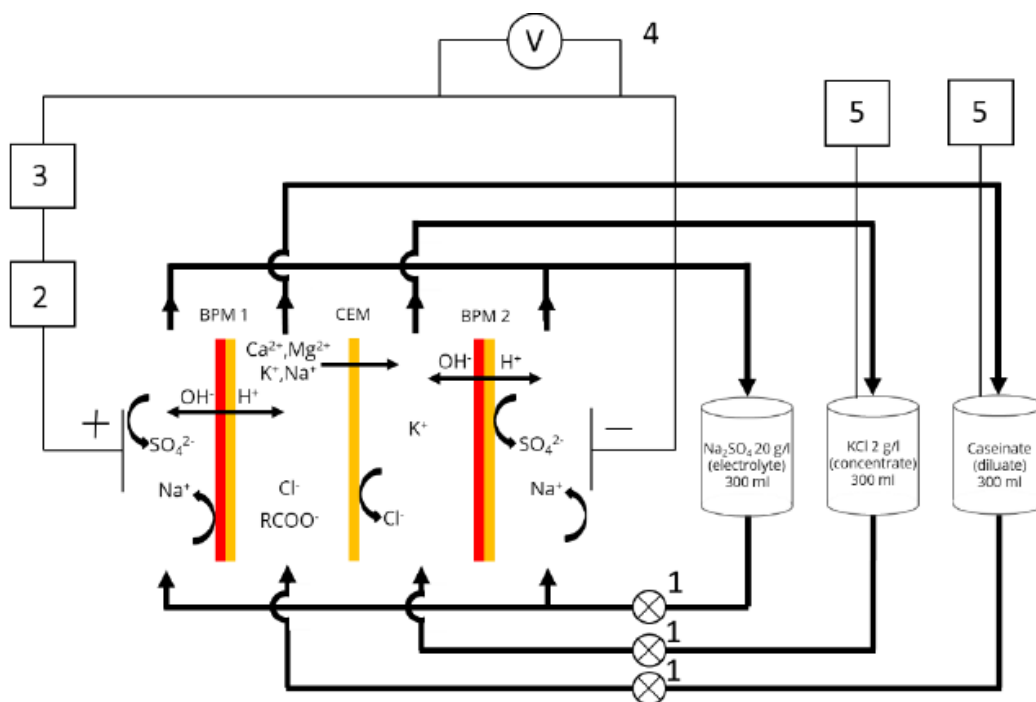 V
4
5
5
3
2
BPM 1
CEM
BPM 2
Ca²⁺,Mg²⁺
K⁺,Na⁺
OH⁻
H⁺
OH⁻
H⁺
+
SO₄²⁻
K⁺
SO₄²⁻
—
Na⁺
Cl⁻
RCOO⁻
Cl⁻
Na⁺
Na₂SO₄ 20 g/l
(electrolyte)
300 ml
KCl 2 g/l
(concentrate)
300 ml
Caseinate
(diluate)
300 ml
1
1
1